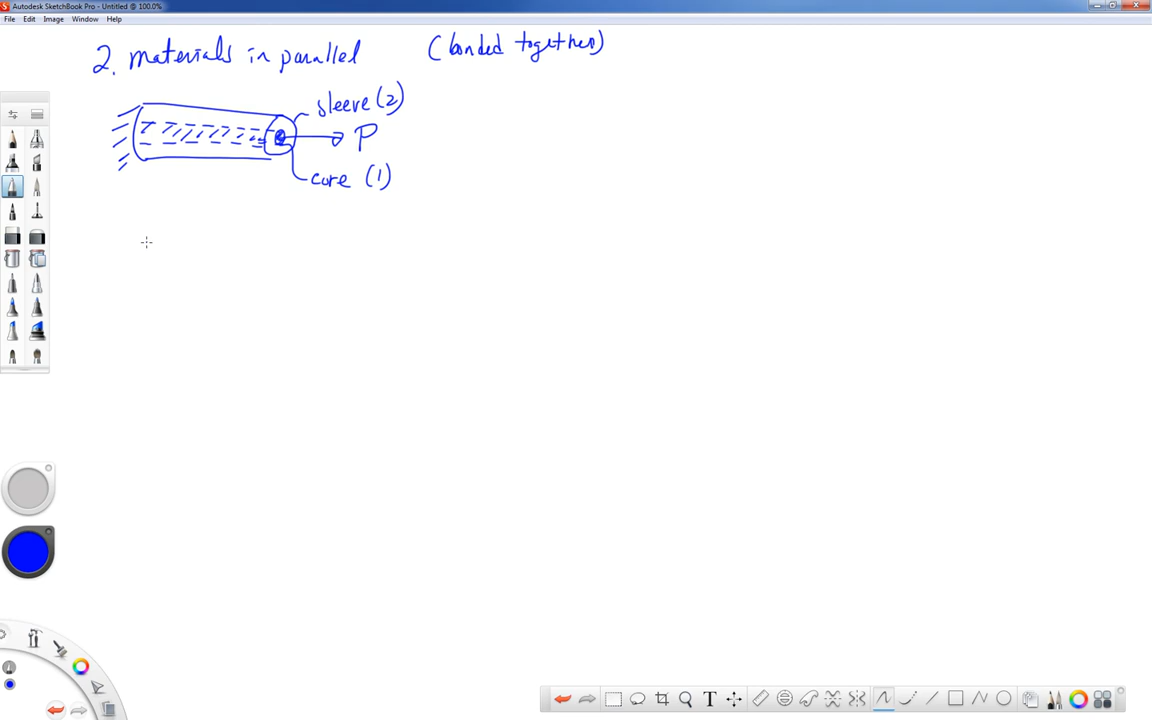 Autodesk SketchBook Pro - Untitled @ 100.0%
File Edit Image Window Help
2. materials in parallel (bonded together)
sleeve (2)
P
core (1)
T